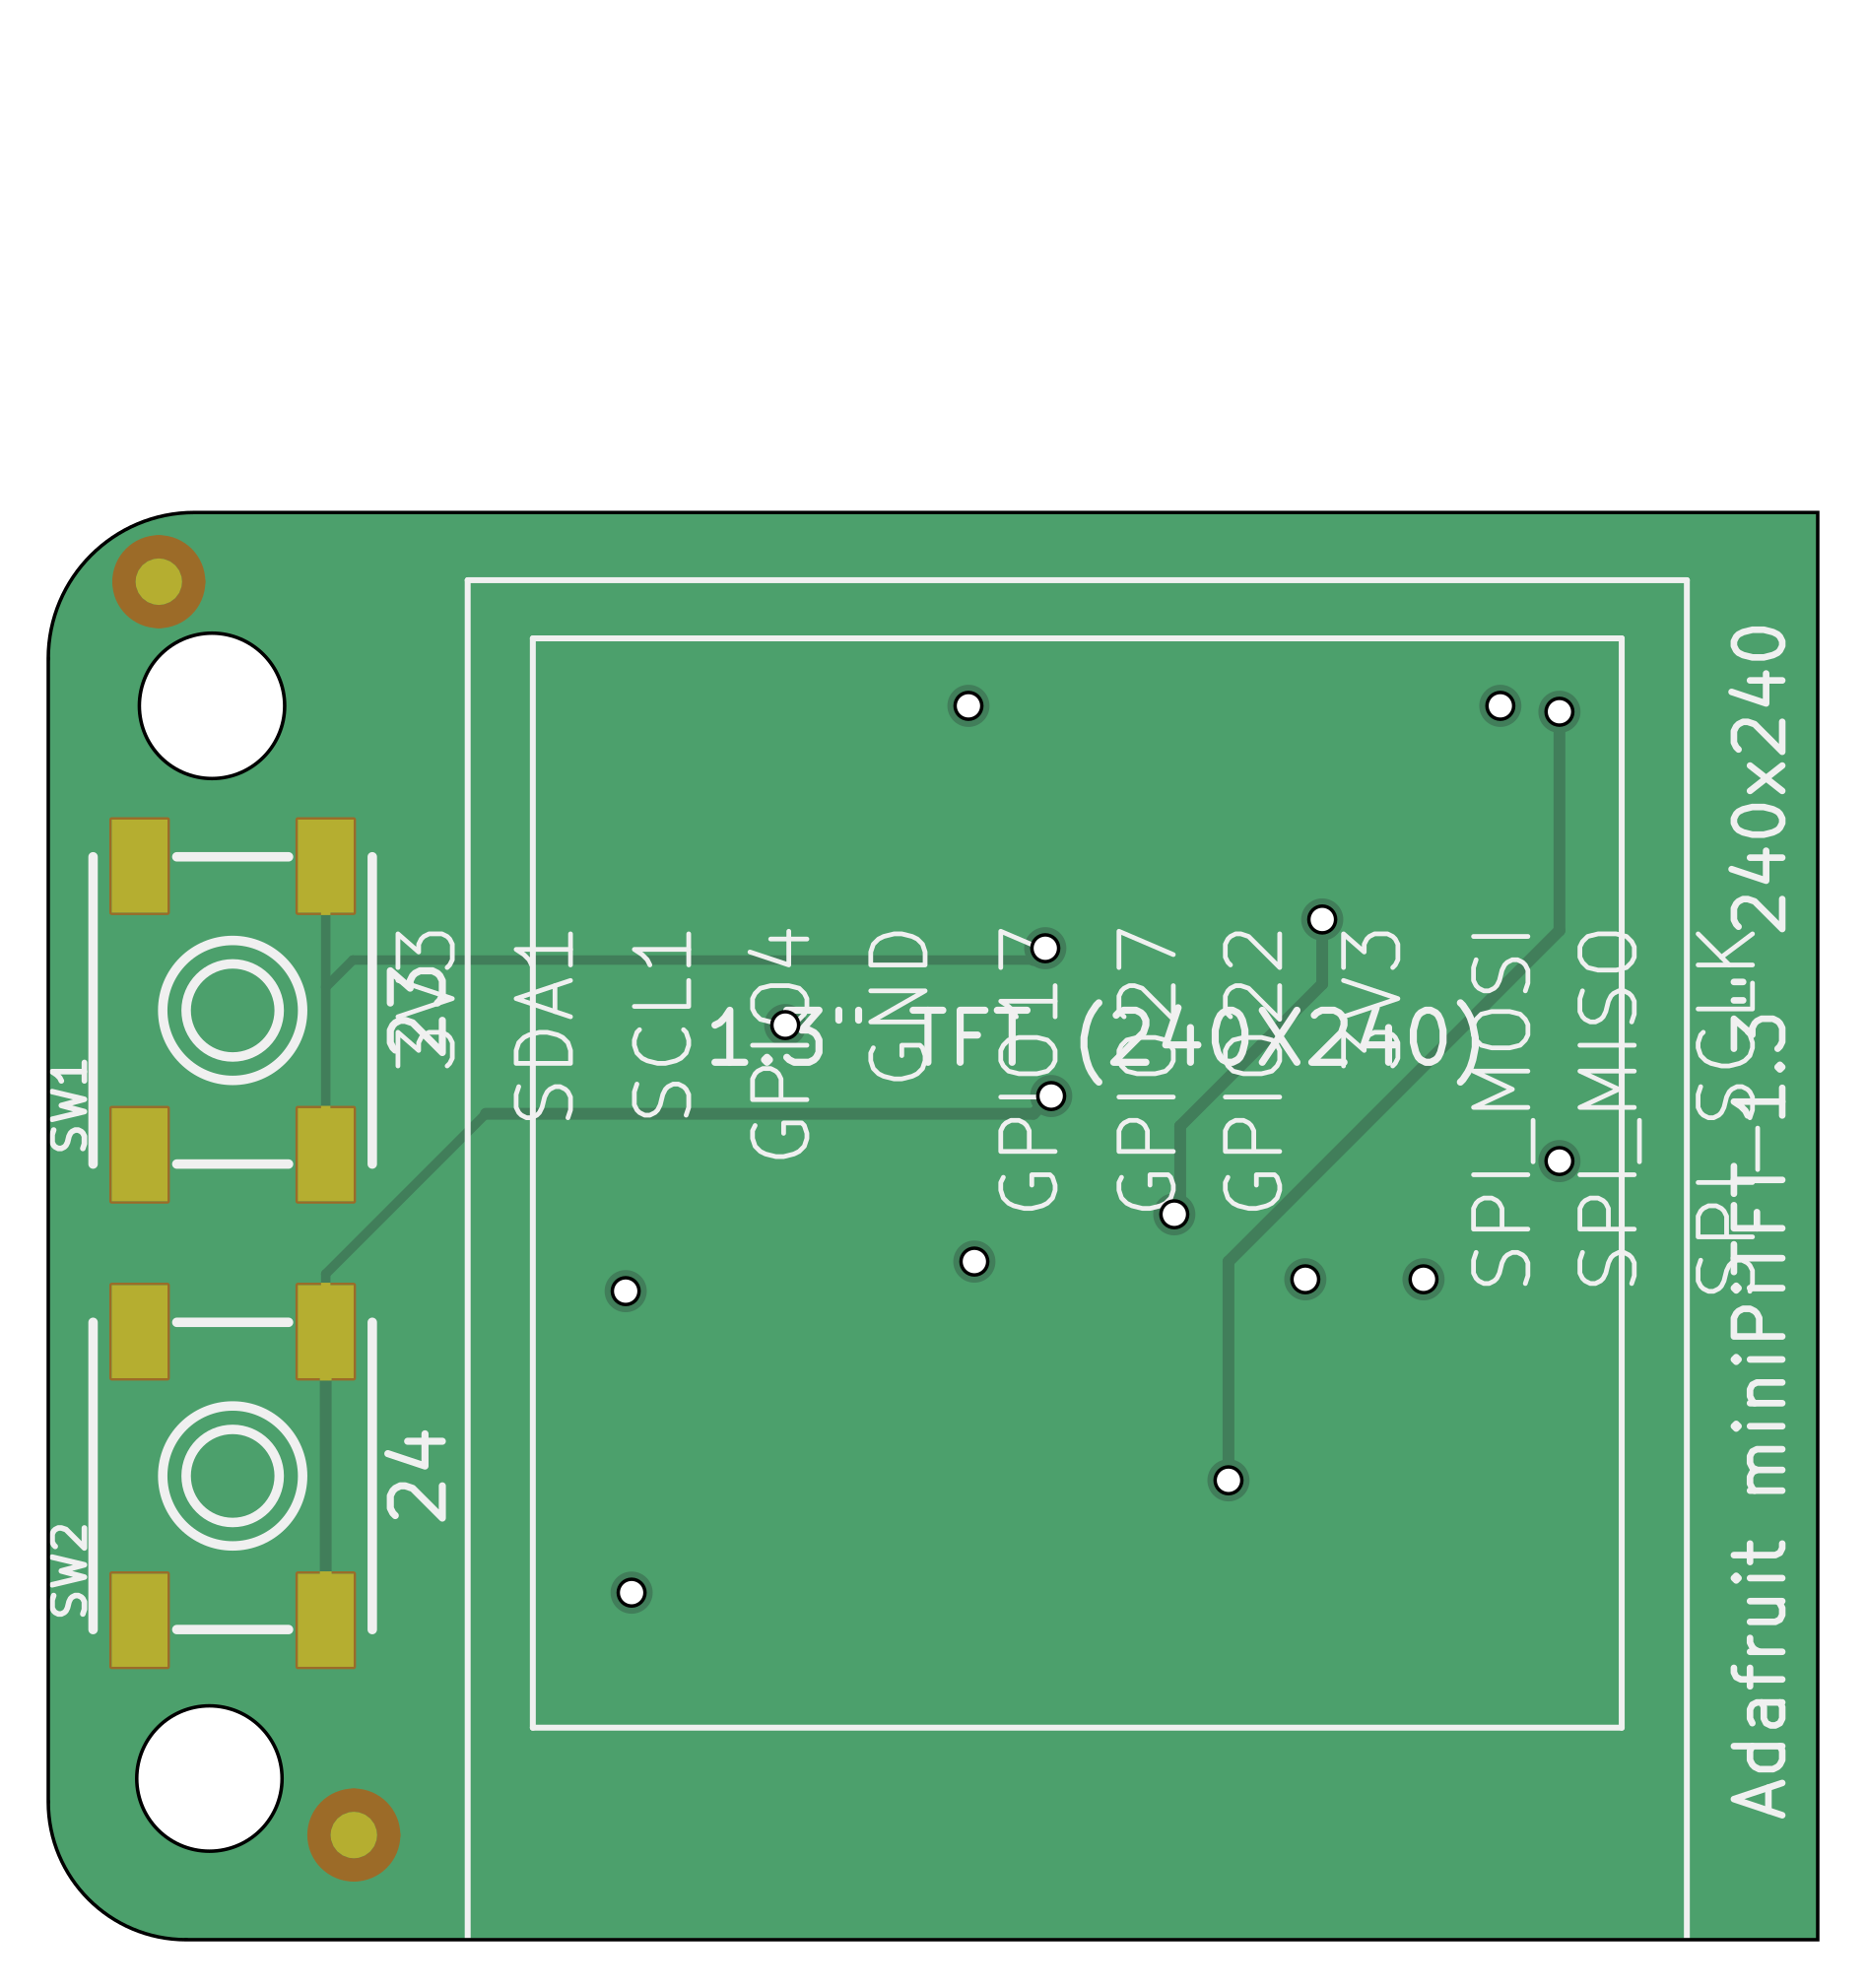 SW1
SW2
3V3
23
24
SDA1
SCL1
GPIO4
GND
GPIO17
GPIO27
GPIO22
3V3
SPI_MOSI
SPI_MISO
SPI_SCLK
1.3" TFT (240X240)
Adafruit miniPiTFT 1.3" 240x240